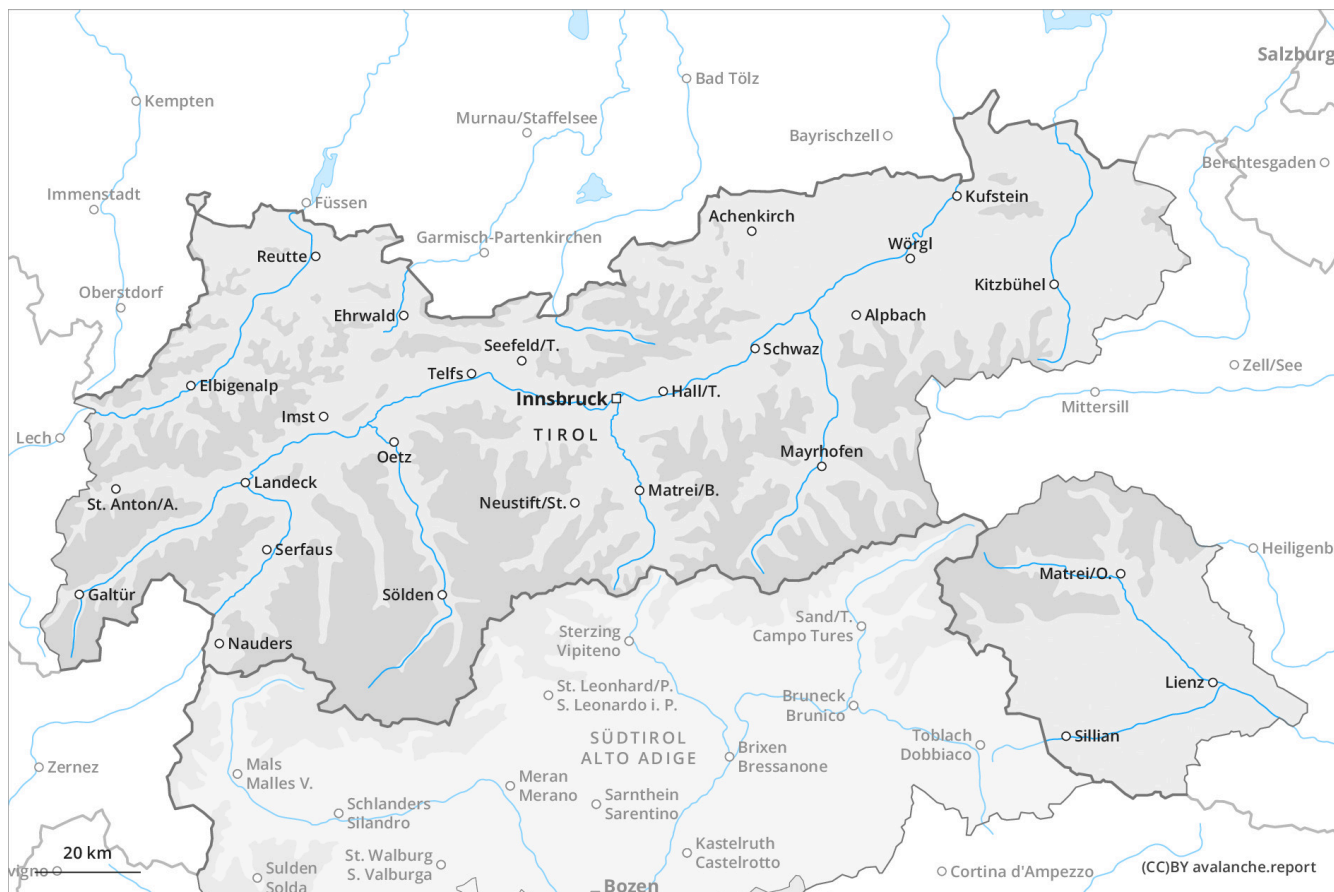 Salzburg
Bad Tölz
Kempten
Murnau/Staffelsee
Bayrischzell
Berchtesgaden
Immenstadt
Füssen
Kufstein
Achenkirch
Garmisch-Partenkirchen
Wörgl
Reutte
Kitzbühel
Oberstdorf
Ehrwald
Alpbach
Seefeld/T.
Schwaz
Zell/See
Telfs
Elbigenalp
Innsbruck
Hall/T.
Mittersill
Imst
TIROL
Lech
Oetz
Mayrhofen
Landeck
St. Anton/A.
Neustift/St.
Matrei/B.
Serfaus
Heiligenb
Matrei/O.
Galtür
Sölden
Sand/T.
Campo Tures
Sterzing
Vipiteno
Nauders
St. Leonhard/P.
S. Leonardo i. P.
Bruneck
Brunico
Lienz
SÜDTIROL
ALTO ADIGE
Toblach
Dobbiaco
Sillian
Brixen
Bressanone
Zernez
Mals
Malles V.
Meran
Merano
Sarnthein
Sarentino
Schlanders
Silandro
Kastelruth
Castelrotto
20 km
St. Walburg
S. Valburga
vigno
Sulden
Solda
Cortina d'Ampezzo
(CC)BY avalanche.report
Bozen